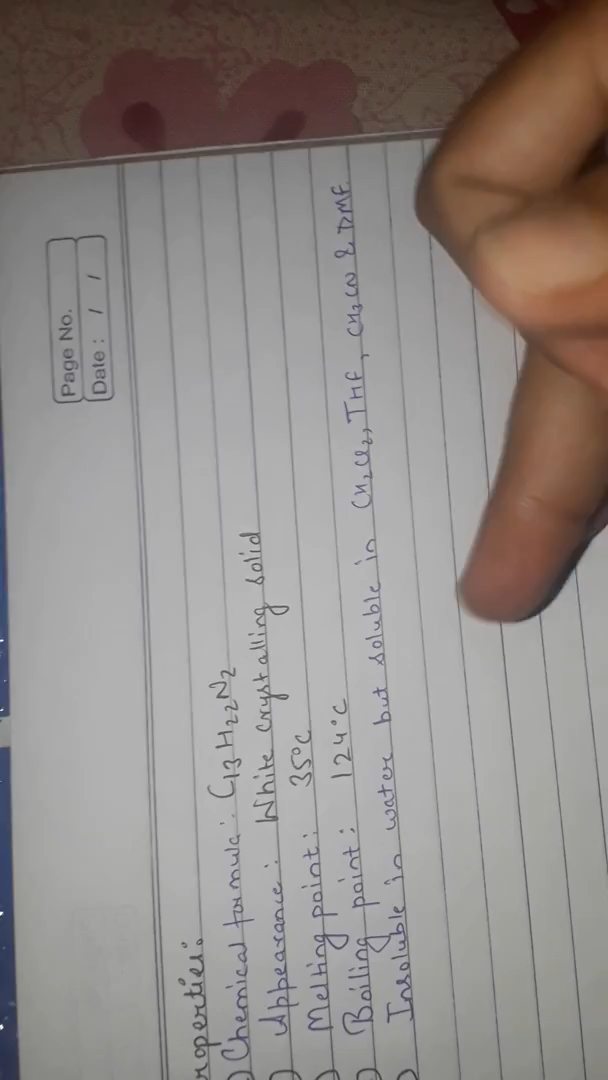 Page No.
Date: / /
roperties:
) Chemical formula: C13H22N2
) Appearance: White crystalling solid
) Melting point: 35°C
) Boiling point: 124°C
) Insoluble in water but soluble in CH2Cl2, THF, CH3CN & DMF.